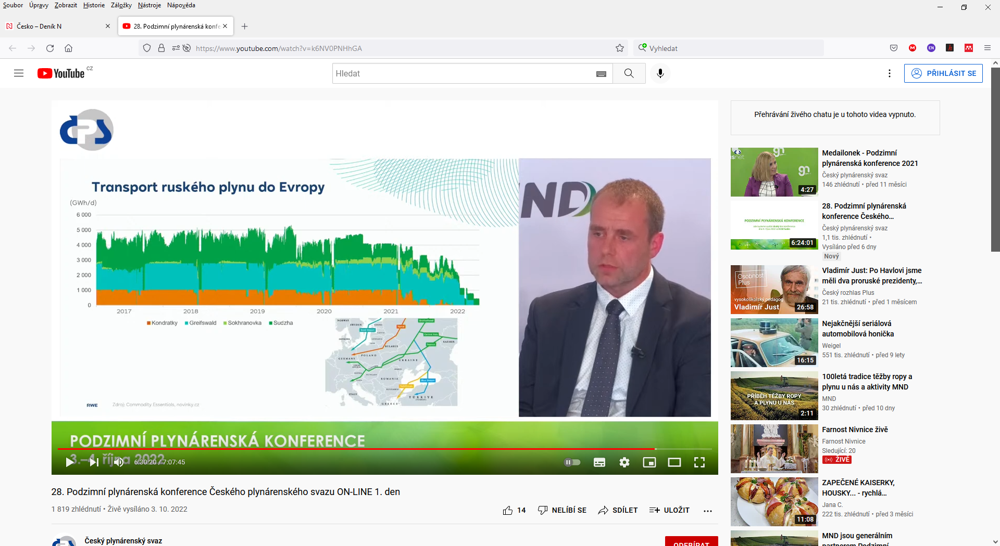 Soubor Úpravy Zobrazit Historie Záložky Nástroje Nápověda
Česko – Deník N
28. Podzimní plynárenská konfe
https://www.youtube.com/watch?v=k6NV0PNHhGA
Vyhledat
EN
YouTube CZ
Hledat
PŘIHLÁSIT SE
ČPS
Transport ruského plynu do Evropy
(GWh/d)
6 000
5 000
4 000
3 000
2 000
1 000
0
2017 2018 2019 2020 2021 2022
Kondratky Greifswald Sokhranovka Sudzha
NORWAY
SWEDEN
BELARUS
KAZAKH.
GERMANY
POLAND
UKRAINE
ROMANIA
ITALY
GREECE
TÜRKIYE
RWE
Zdroj: Commodity Essentials, novinky.cz
ND
PODZIMNÍ PLYNÁRENSKÁ KONFERENCE
3.–4. října 2022
6:30:20 / 7:07:45
28. Podzimní plynárenská konference Českého plynárenského svazu ON-LINE 1. den
1 819 zhlédnutí • Živě vysíláno 3. 10. 2022
14
NELÍBÍ SE
SDÍLET
ULOŽIT
Český plynárenský svaz
ODEBÍRAT
Přehrávání živého chatu je u tohoto videa vypnuto.
4:27
Medailonek - Podzimní
plynárenská konference 2021
Český plynárenský svaz
146 zhlédnutí • před 11 měsíci
PODZIMNÍ PLYNÁRENSKÁ KONFERENCE
6:24:01
28. Podzimní plynárenská
konference Českého...
Český plynárenský svaz
1,1 tis. zhlédnutí •
Vysíláno před 6 dny
Nový
Osobnost
Plus
vysokoškolský pedagog
Vladimír Just
26:58
Vladimír Just: Po Havlovi jsme
měli dva proruské prezidenty,...
Český rozhlas Plus
21 tis. zhlédnutí • před 1 měsícem
16:15
Nejakčnější seriálová
automobilová honička
Weigel
551 tis. zhlédnutí • před 9 lety
PŘÍBĚH TĚŽBY ROPY
A PLYNU U NÁS
2:11
100letá tradice těžby ropy a
plynu u nás a aktivity MND
MND
30 zhlédnutí • před 10 dny
Farnost Nivnice živě
Farnost Nivnice
Sledující: 20
ŽIVĚ
11:08
ZAPEČENÉ KAISERKY,
HOUSKY... - rychlá...
Jana C.
222 tis. zhlédnutí • před 3 měsíci
MND jsou generálním
partnerem Podzimní